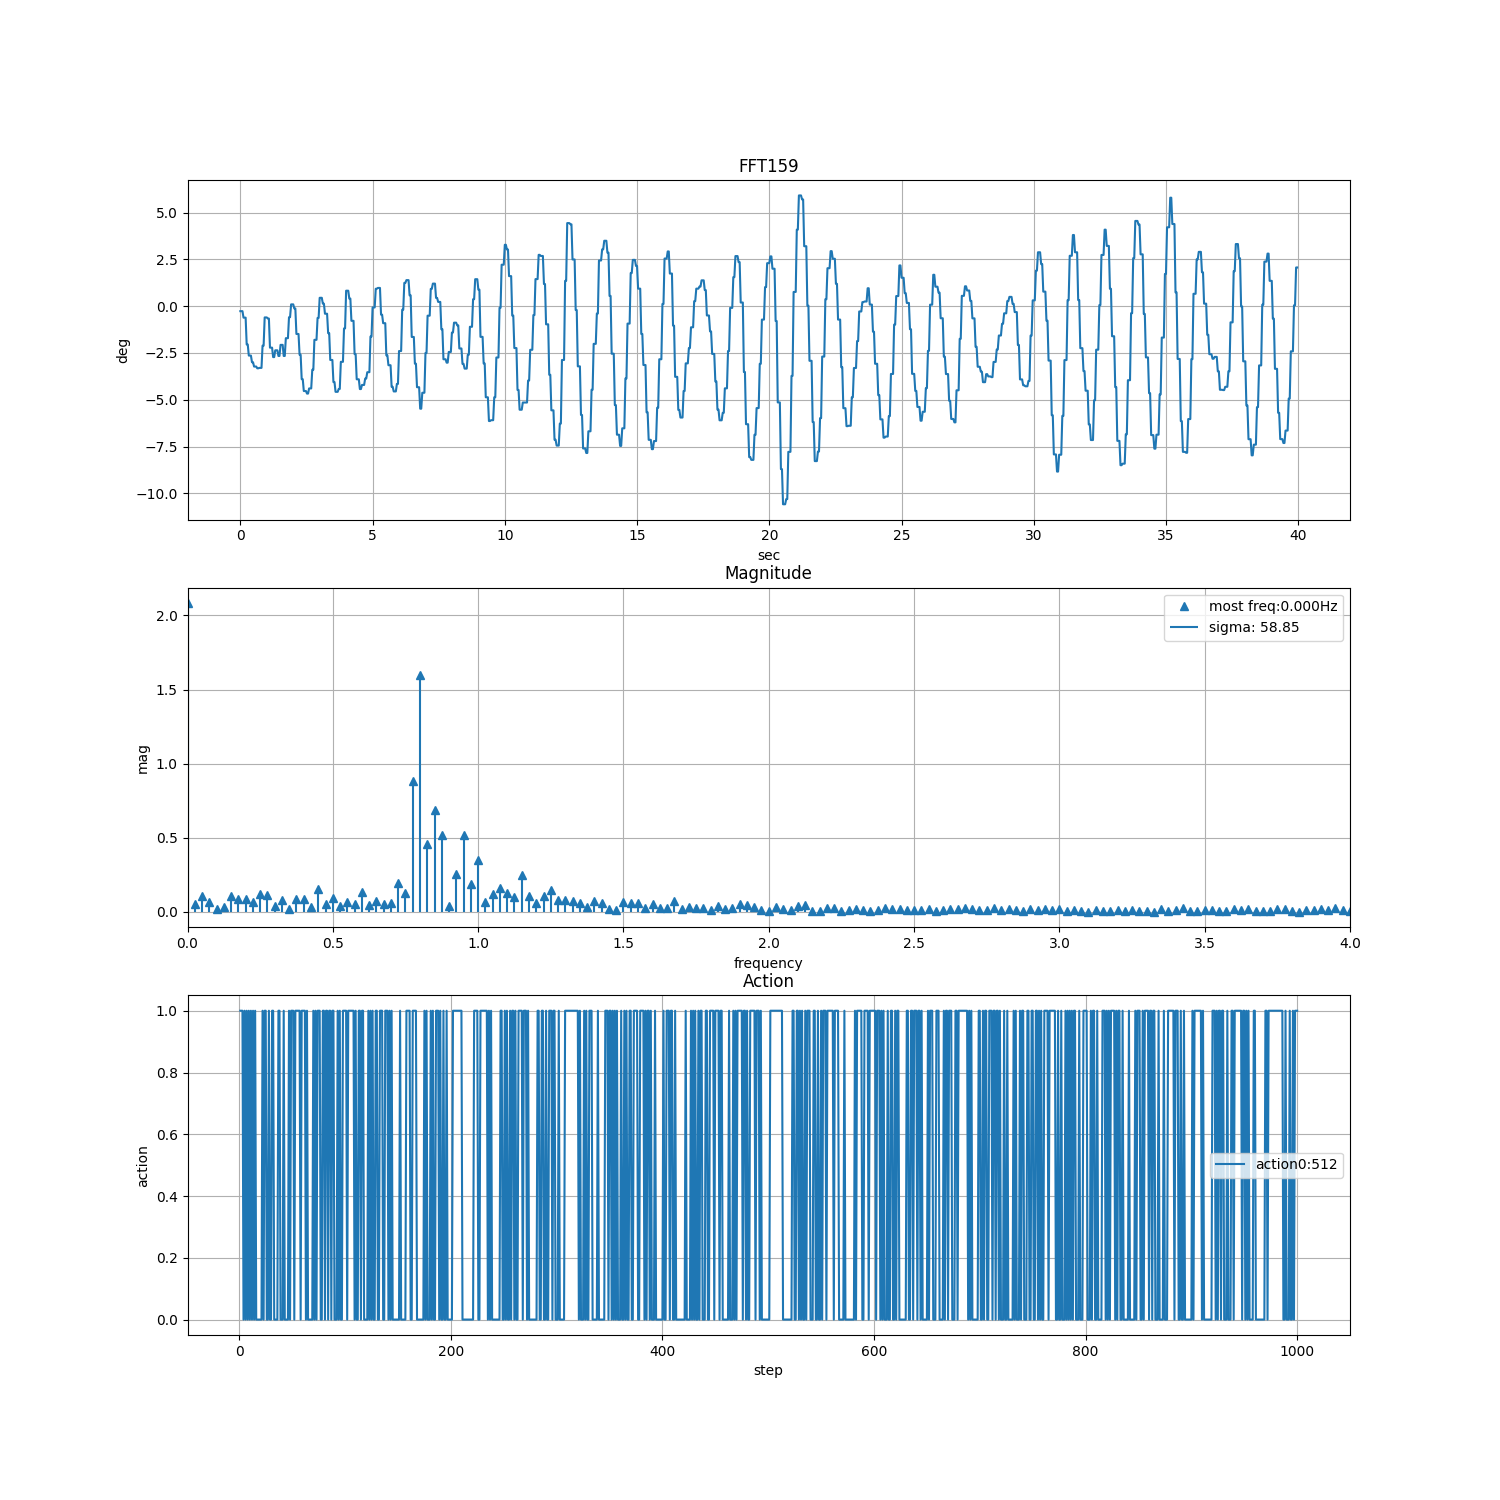 FFT159
5.0
2.5
0.0
−2.5
−5.0
−7.5
−10.0
deg
0 5 10 15 20 25 30 35 40
sec
Magnitude
2.0
1.5
1.0
0.5
0.0
mag
most freq:0.000Hz
sigma: 58.85
0.0 0.5 1.0 1.5 2.0 2.5 3.0 3.5 4.0
frequency
Action
1.0
0.8
0.6
0.4
0.2
0.0
action
action0:512
0 200 400 600 800 1000
step